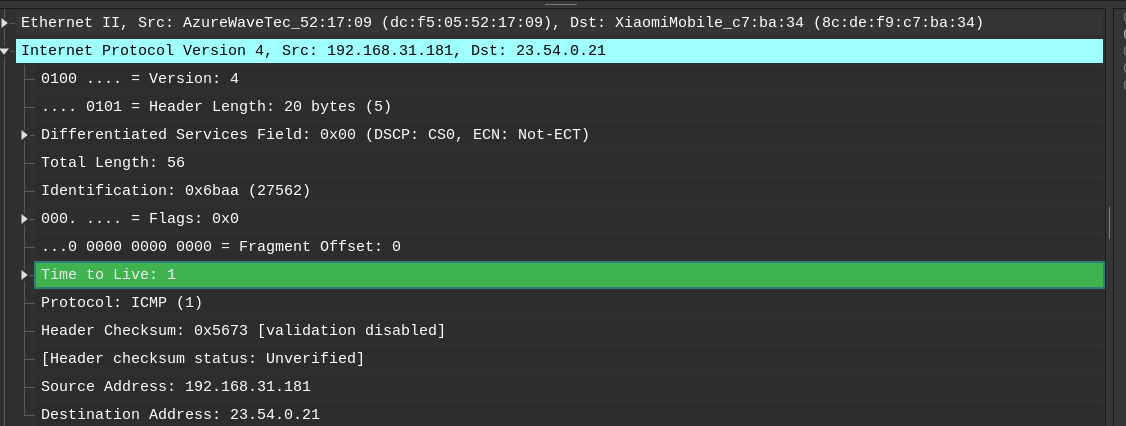 Ethernet II, Src: AzureWaveTec_52:17:09 (dc:f5:05:52:17:09), Dst: XiaomiMobile_c7:ba:34 (8c:de:f9:c7:ba:34)
Internet Protocol Version 4, Src: 192.168.31.181, Dst: 23.54.0.21
0100 .... = Version: 4
.... 0101 = Header Length: 20 bytes (5)
Differentiated Services Field: 0x00 (DSCP: CS0, ECN: Not-ECT)
Total Length: 56
Identification: 0x6baa (27562)
000. .... = Flags: 0x0
...0 0000 0000 0000 = Fragment Offset: 0
Time to Live: 1
Protocol: ICMP (1)
Header Checksum: 0x5673 [validation disabled]
[Header checksum status: Unverified]
Source Address: 192.168.31.181
Destination Address: 23.54.0.21